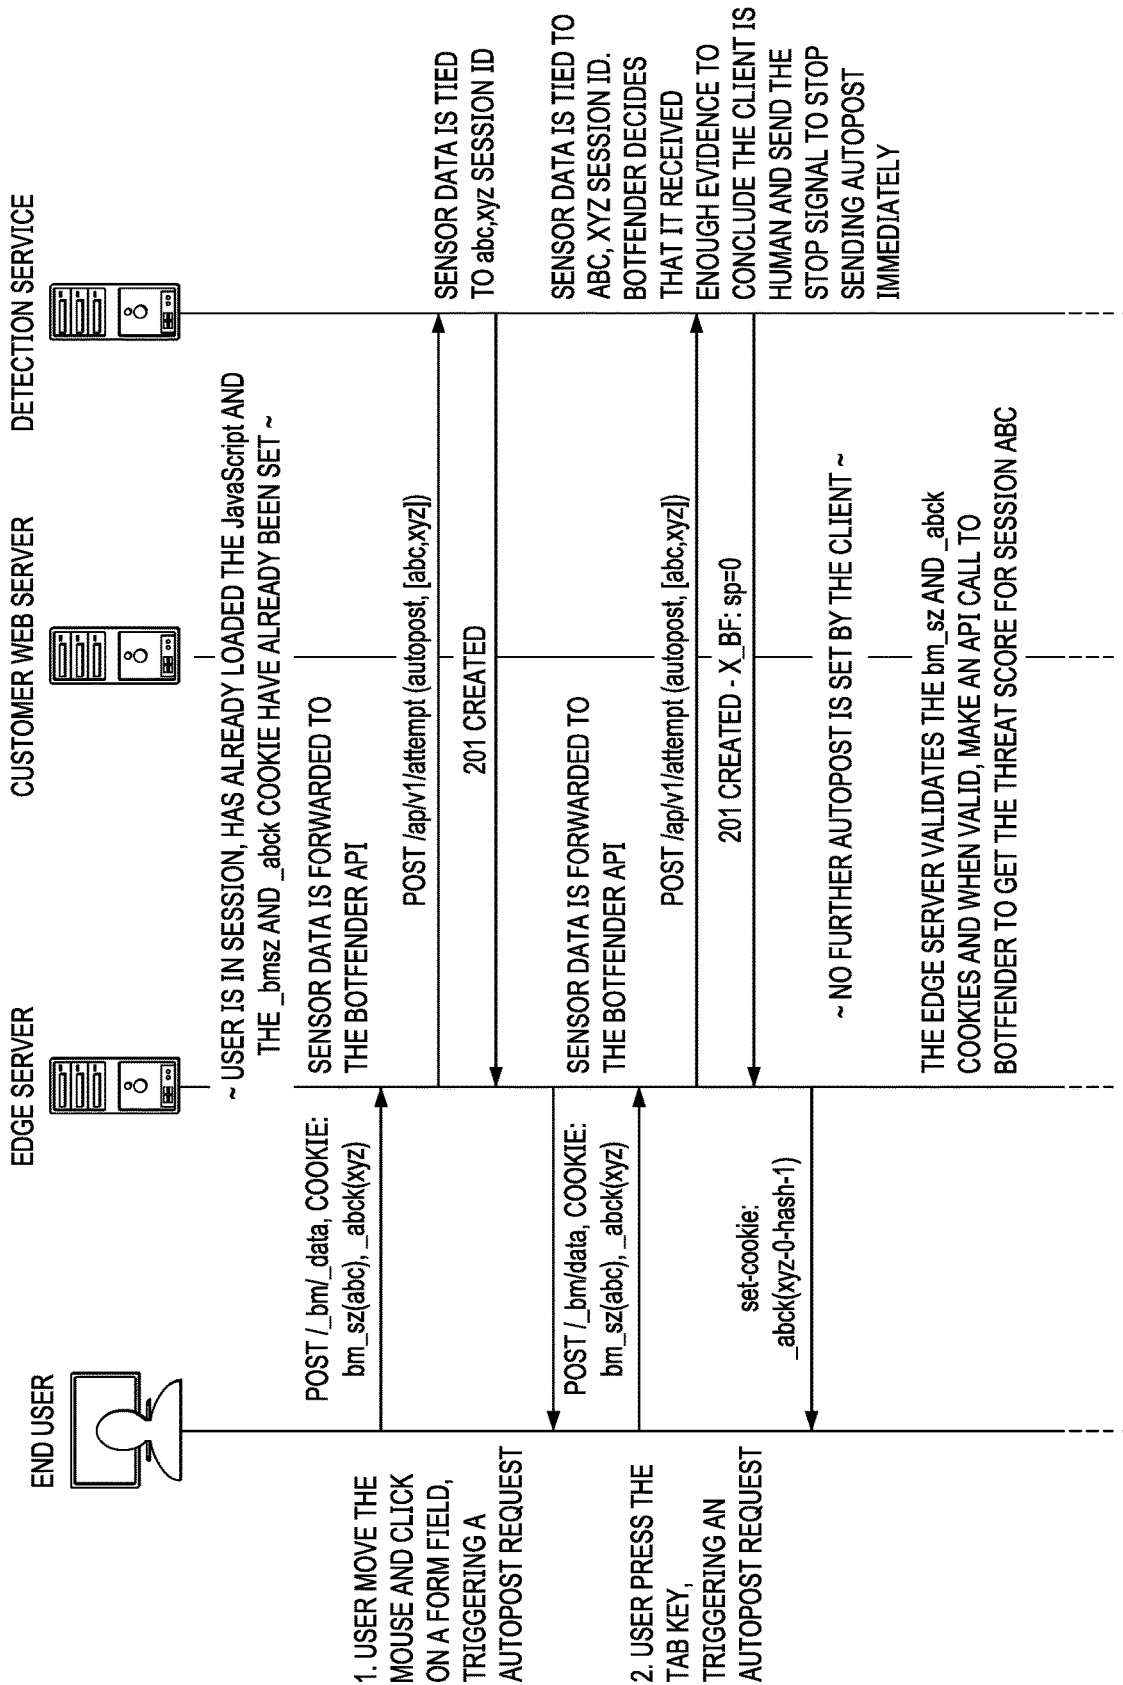 END USER
EDGE SERVER
CUSTOMER WEB SERVER
DETECTION SERVICE
~ USER IS IN SESSION, HAS ALREADY LOADED THE JavaScript AND
THE _bmsz AND _abck COOKIE HAVE ALREADY BEEN SET ~
1. USER MOVE THE
MOUSE AND CLICK
ON A FORM FIELD,
TRIGGERING A
AUTOPOST REQUEST
POST /_bm/_data, COOKIE:
bm_sz(abc), _abck(xyz)
SENSOR DATA IS FORWARDED TO
THE BOTFENDER API
POST /ap/v1/attempt (autopost, [abc,xyz])
SENSOR DATA IS TIED
TO abc,xyz SESSION ID
201 CREATED
2. USER PRESS THE
TAB KEY,
TRIGGERING AN
AUTOPOST REQUEST
POST /_bm/data, COOKIE:
bm_sz(abc), _abck(xyz)
SENSOR DATA IS FORWARDED TO
THE BOTFENDER API
POST /ap/v1/attempt (autopost, [abc,xyz])
SENSOR DATA IS TIED TO
ABC, XYZ SESSION ID.
BOTFENDER DECIDES
THAT IT RECEIVED
ENOUGH EVIDENCE TO
CONCLUDE THE CLIENT IS
HUMAN AND SEND THE
STOP SIGNAL TO STOP
SENDING AUTOPOST
IMMEDIATELY
201 CREATED - X_BF: sp=0
set-cookie:
_abck(xyz-0-hash-1)
~ NO FURTHER AUTOPOST IS SET BY THE CLIENT ~
THE EDGE SERVER VALIDATES THE bm_sz AND _abck
COOKIES AND WHEN VALID, MAKE AN API CALL TO
BOTFENDER TO GET THE THREAT SCORE FOR SESSION ABC